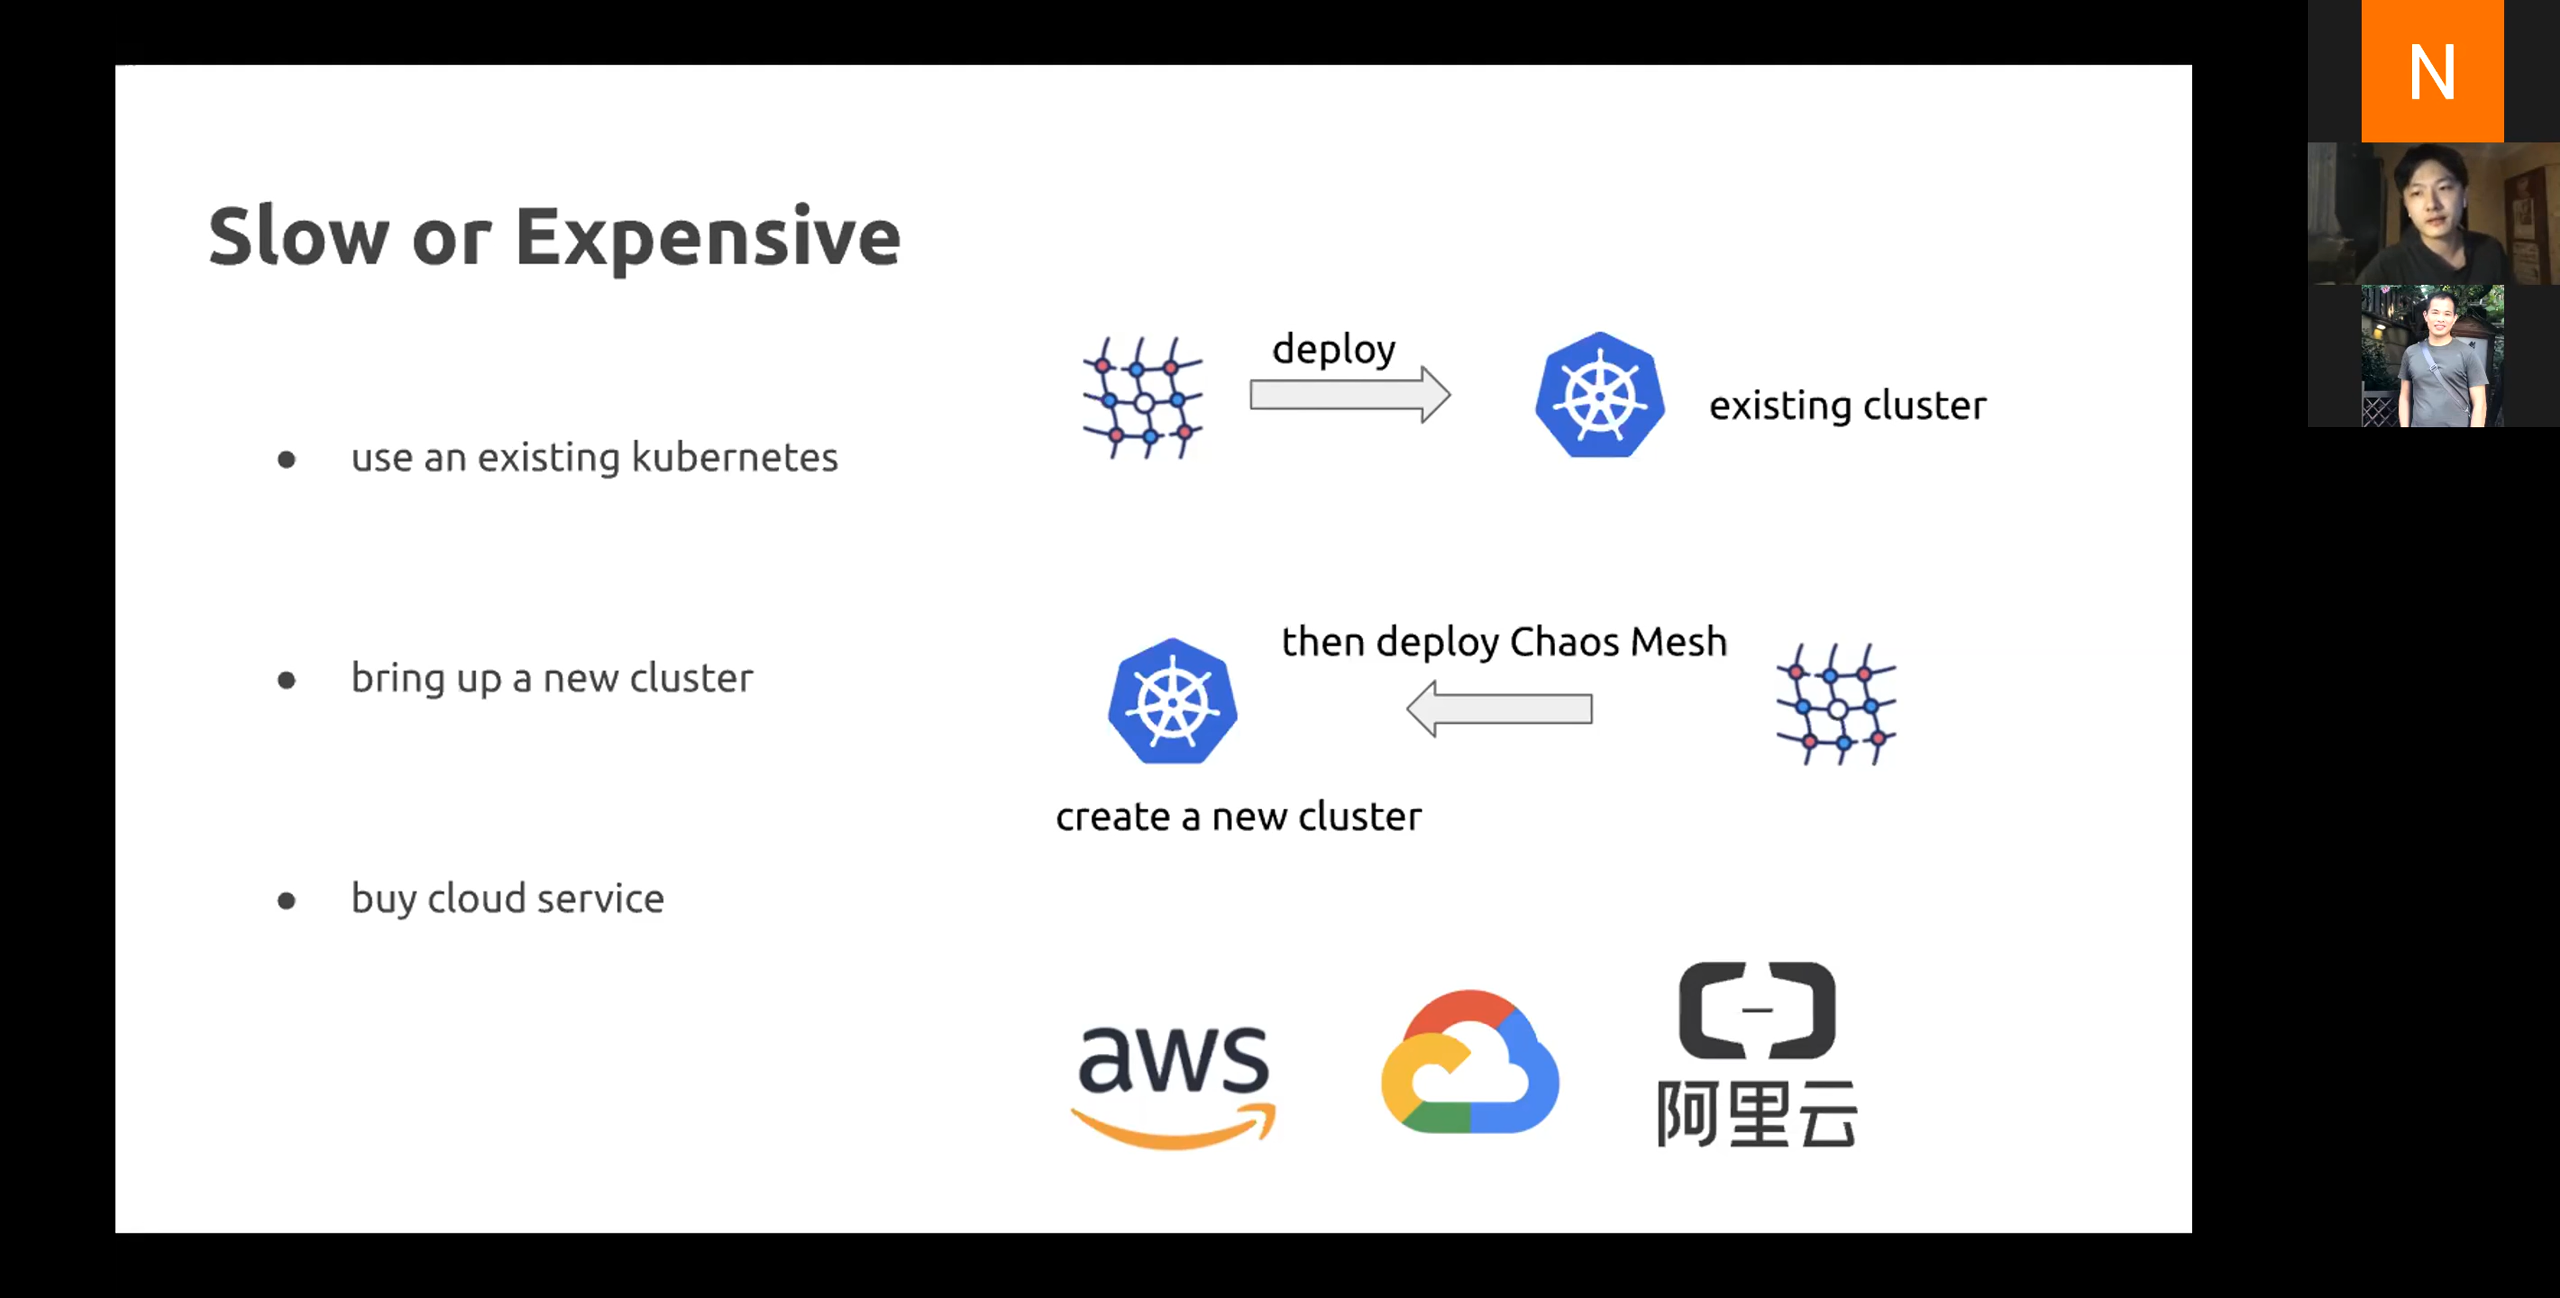 Slow or Expensive
use an existing kubernetes
bring up a new cluster
buy cloud service
deploy
existing cluster
then deploy Chaos Mesh
create a new cluster
aws
阿里云
N